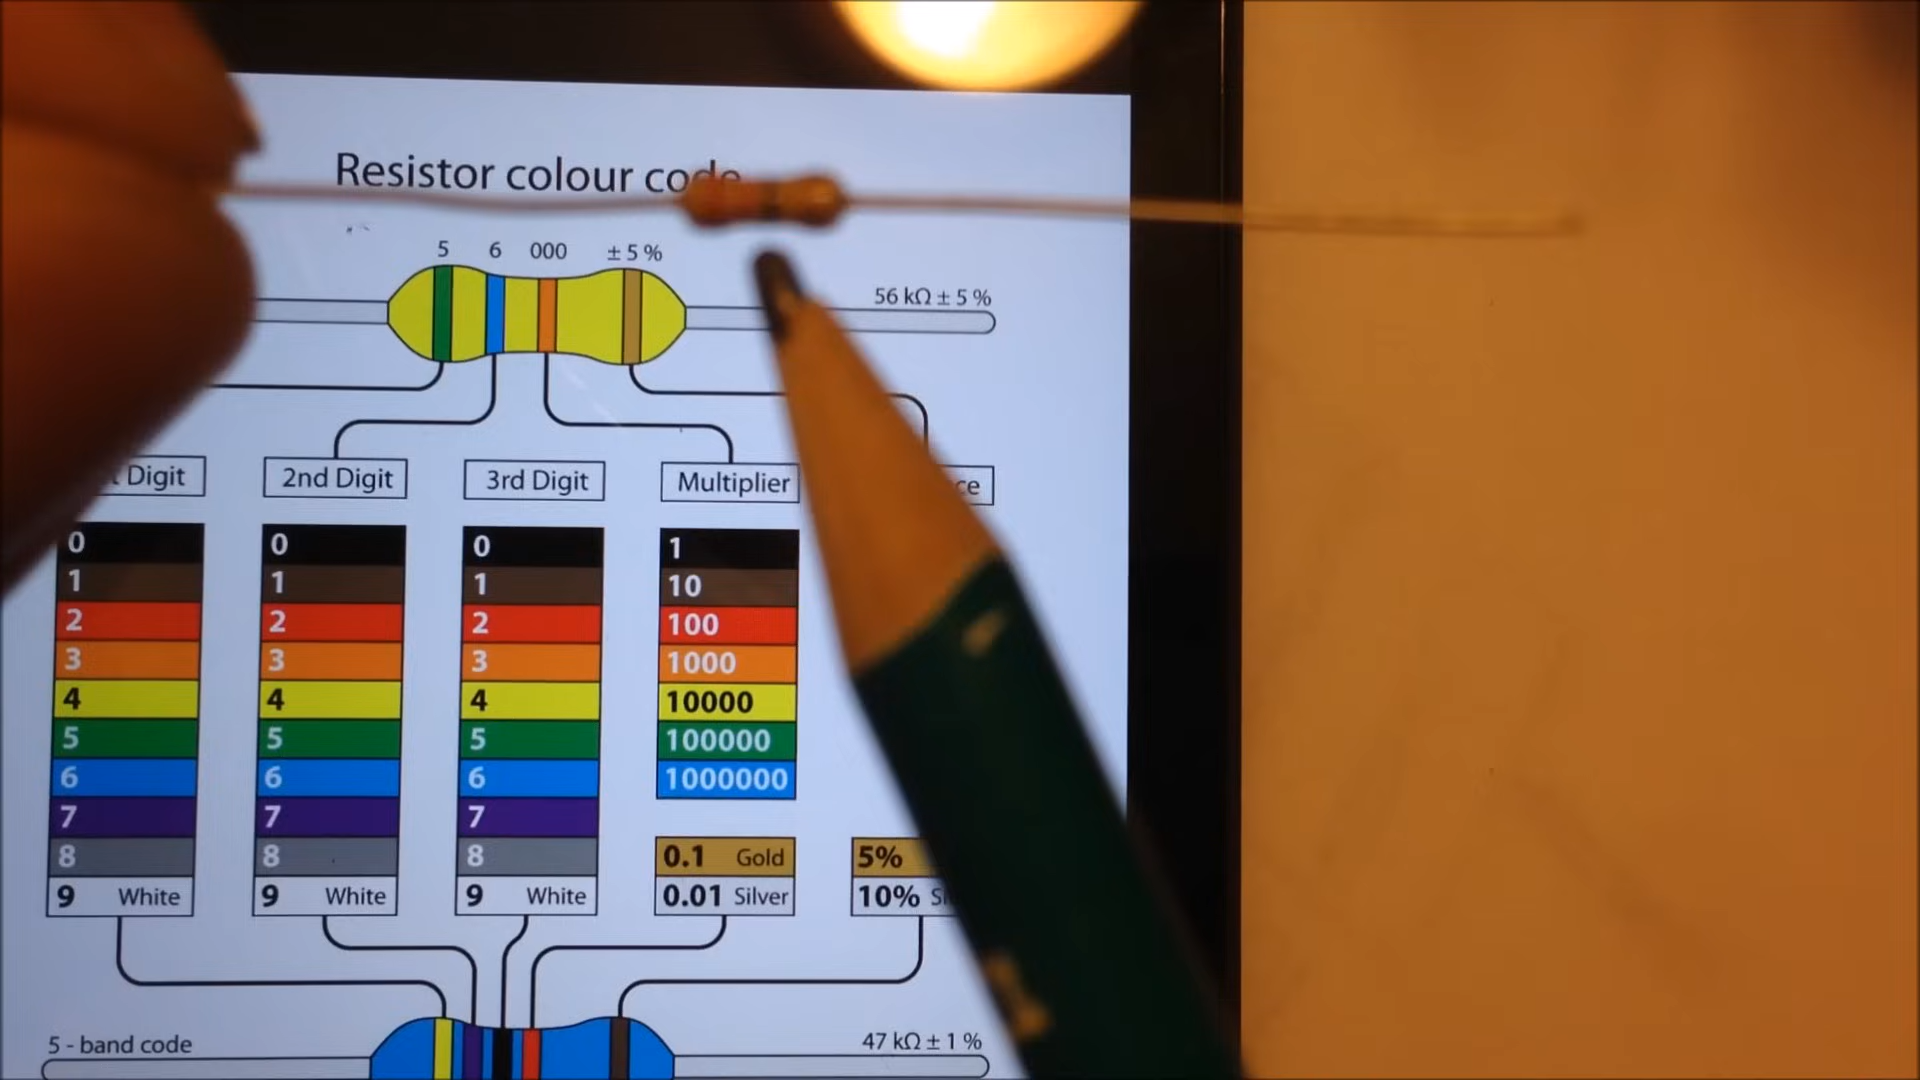 Resistor colour code
5 6 000 ± 5 %
56 kΩ ± 5 %
Digit 2nd Digit 3rd Digit Multiplier
0 0 0 1
1 1 1 10
2 2 2 100
3 3 3 1000
4 4 4 10000
5 5 5 100000
6 6 6 1000000
7 7 7
8 8 8 0.1 Gold 5%
9 White 9 White 9 White 0.01 Silver 10%
5 - band code 47 kΩ ± 1 %